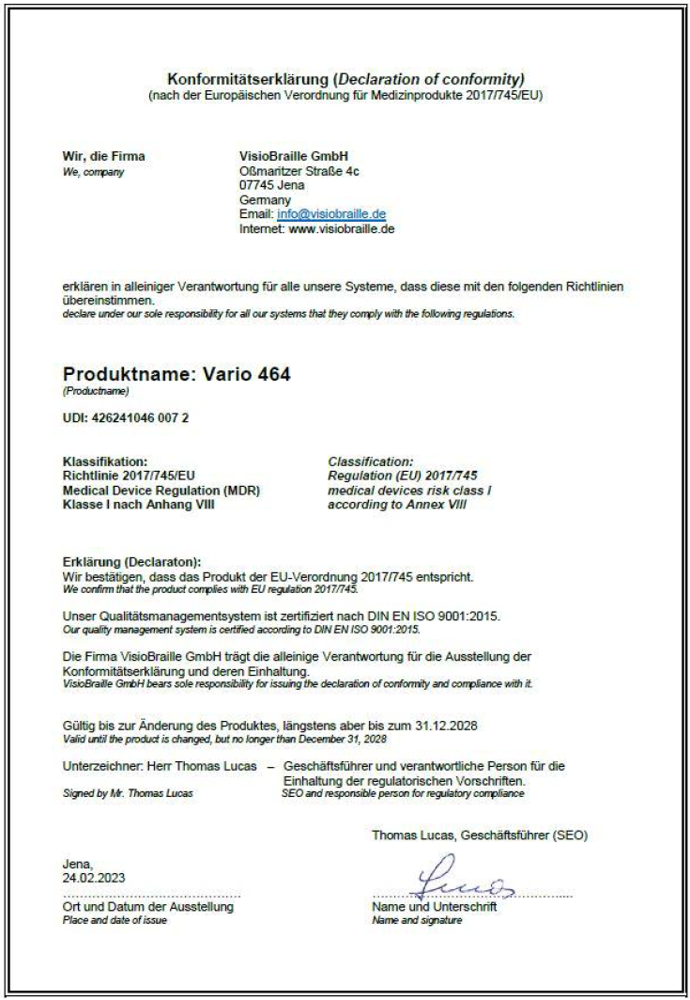 Konformitätserklärung (Declaration of conformity)
(nach der Europäischen Verordnung für Medizinprodukte 2017/745/EU)
Wir, die Firma
We, company
VisioBraille GmbH
Oßmaritzer Straße 4c
07745 Jena
Germany
Email: info@visiobraille.de
Internet: www.visiobraille.de
erklären in alleiniger Verantwortung für alle unsere Systeme, dass diese mit den folgenden Richtlinien
übereinstimmen.
declare under our sole responsibility for all our systems that they comply with the following regulations.
Produktname: Vario 464
(Productname)
UDI: 426241046 007 2
Klassifikation:
Richtlinie 2017/745/EU
Medical Device Regulation (MDR)
Klasse I nach Anhang VIII
Classification:
Regulation (EU) 2017/745
medical devices risk class I
according to Annex VIII
Erklärung (Declaraton):
Wir bestätigen, dass das Produkt der EU-Verordnung 2017/745 entspricht.
We confirm that the product complies with EU regulation 2017/745.
Unser Qualitätsmanagementsystem ist zertifiziert nach DIN EN ISO 9001:2015.
Our quality management system is certified according to DIN EN ISO 9001:2015.
Die Firma VisioBraille GmbH trägt die alleinige Verantwortung für die Ausstellung der
Konformitätserklärung und deren Einhaltung.
VisioBraille GmbH bears sole responsibility for issuing the declaration of conformity and compliance with it.
Gültig bis zur Änderung des Produktes, längstens aber bis zum 31.12.2028
Valid until the product is changed, but no longer than December 31, 2028
Unterzeichner: Herr Thomas Lucas – Geschäftsführer und verantwortliche Person für die
Einhaltung der regulatorischen Vorschriften.
Signed by Mr. Thomas Lucas SEO and responsible person for regulatory compliance
Thomas Lucas, Geschäftsführer (SEO)
Jena,
24.02.2023
Lucas
Ort und Datum der Ausstellung
Place and date of issue
Name und Unterschrift
Name and signature